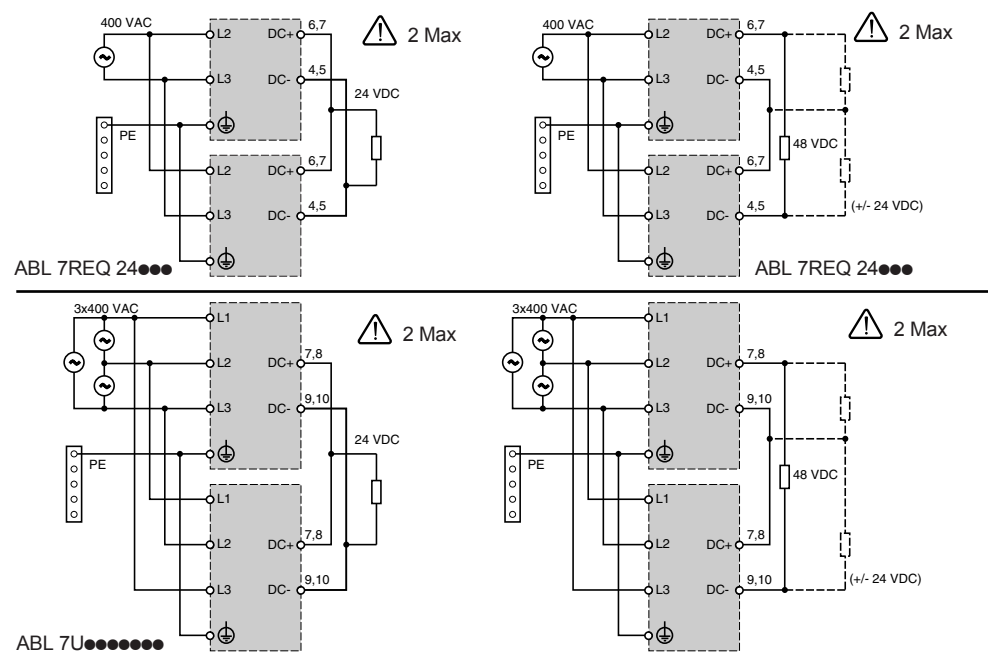 400 VAC
L2
DC+
6,7
2 Max
L3
DC-
4,5
24 VDC
PE
L2
DC+
6,7
L3
DC-
4,5
ABL 7REQ 24●●●
400 VAC
L2
DC+
6,7
2 Max
L3
DC-
4,5
PE
48 VDC
L2
DC+
6,7
L3
DC-
4,5
(+/- 24 VDC)
ABL 7REQ 24●●●
3x400 VAC
L1
2 Max
L2
DC+
7,8
L3
DC-
9,10
24 VDC
PE
L1
L2
DC+
7,8
L3
DC-
9,10
ABL 7U●●●●●●●
3x400 VAC
L1
2 Max
L2
DC+
7,8
L3
DC-
9,10
PE
48 VDC
L1
L2
DC+
7,8
L3
DC-
9,10
(+/- 24 VDC)